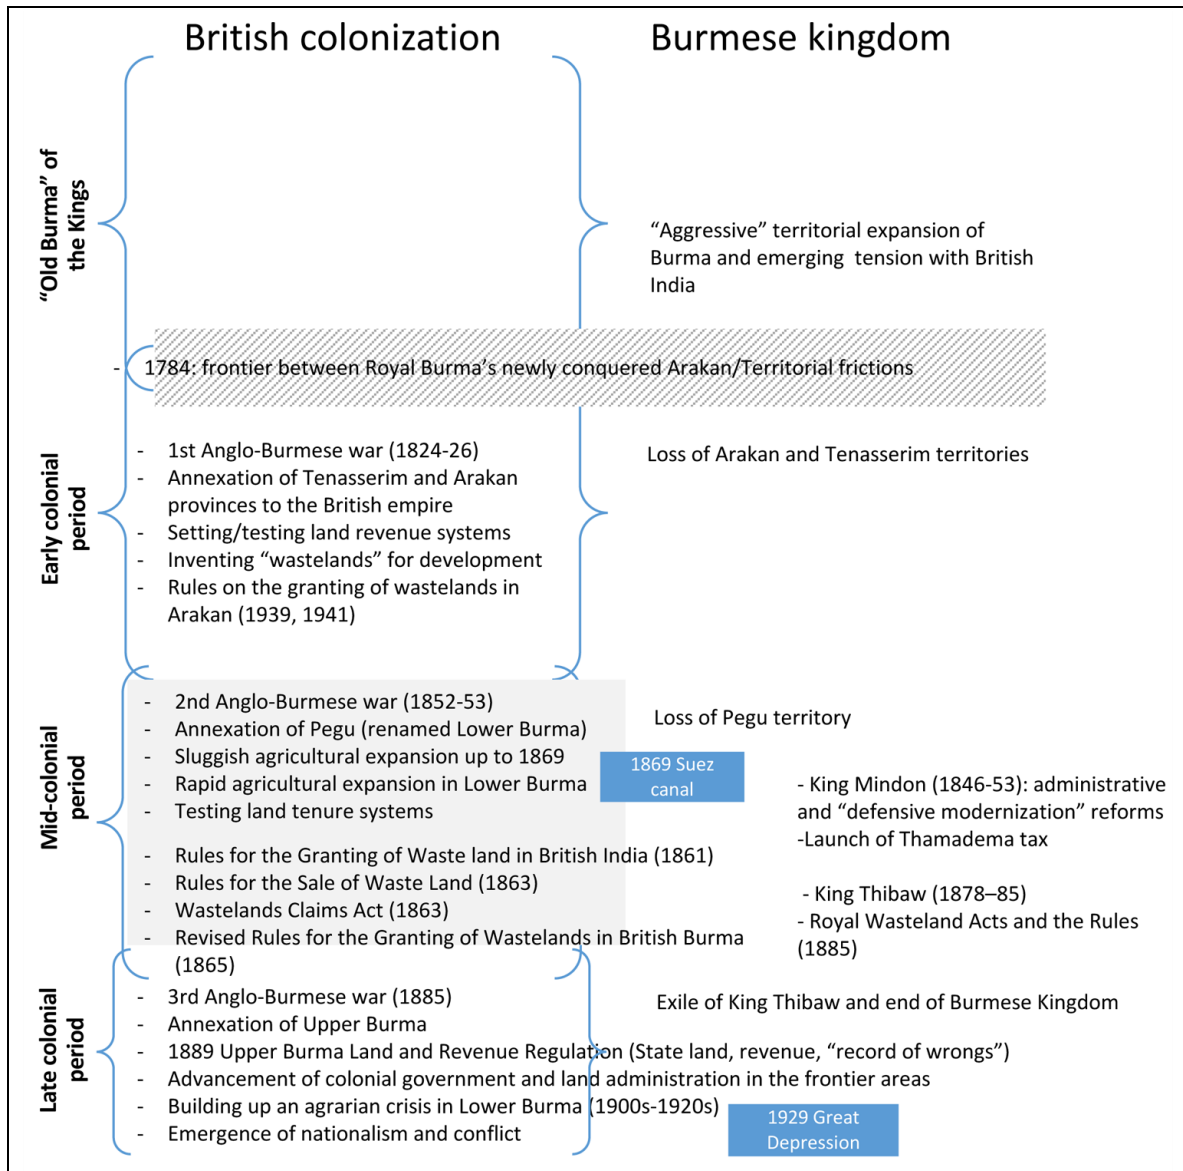 British colonization
Burmese kingdom
“Old Burma” of
the Kings
“Aggressive” territorial expansion of
Burma and emerging tension with British
India
- 1784: frontier between Royal Burma’s newly conquered Arakan/Territorial frictions
Early colonial
period
- 1st Anglo-Burmese war (1824-26)
- Annexation of Tenasserim and Arakan
provinces to the British empire
- Setting/testing land revenue systems
- Inventing “wastelands” for development
- Rules on the granting of wastelands in
Arakan (1939, 1941)
Loss of Arakan and Tenasserim territories
Mid-colonial
period
- 2nd Anglo-Burmese war (1852-53)
- Annexation of Pegu (renamed Lower Burma)
- Sluggish agricultural expansion up to 1869
- Rapid agricultural expansion in Lower Burma
- Testing land tenure systems
- Rules for the Granting of Waste land in British India (1861)
- Rules for the Sale of Waste Land (1863)
- Wastelands Claims Act (1863)
- Revised Rules for the Granting of Wastelands in British Burma
(1865)
Loss of Pegu territory
1869 Suez
canal
- King Mindon (1846-53): administrative
and “defensive modernization” reforms
-Launch of Thamadema tax
- King Thibaw (1878–85)
- Royal Wasteland Acts and the Rules
(1885)
Late colonial
period
- 3rd Anglo-Burmese war (1885)
- Annexation of Upper Burma
- 1889 Upper Burma Land and Revenue Regulation (State land, revenue, “record of wrongs”)
- Advancement of colonial government and land administration in the frontier areas
- Building up an agrarian crisis in Lower Burma (1900s-1920s)
- Emergence of nationalism and conflict
Exile of King Thibaw and end of Burmese Kingdom
1929 Great
Depression